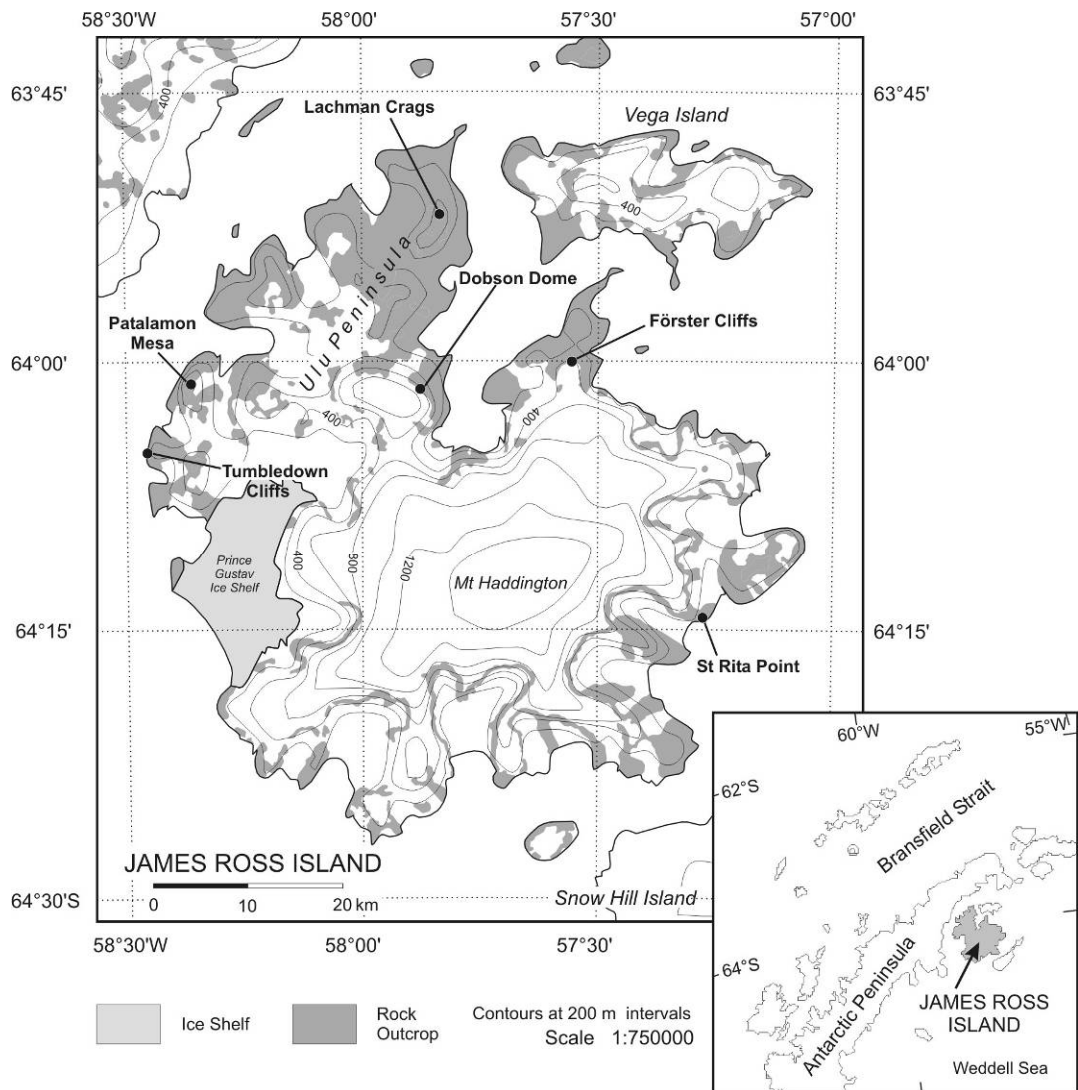 58°30'W
58°00'
57°30'
57°00'
63°45'
63°45'
400
Lachman Crags
Vega Island
400
Ulu Peninsula
Dobson Dome
Patalamon
Mesa
Förster Cliffs
64°00'
64°00'
400
400
Tumbledown
Cliffs
Prince
Gustav
Ice Shelf
400
800
1200
Mt Haddington
64°15'
64°15'
St Rita Point
JAMES ROSS ISLAND
0 10 20 km
Snow Hill Island
64°30'S
58°30'W
58°00'
57°30'
60°W
55°W
62°S
Bransfield Strait
64°S
Antarctic Peninsula
JAMES ROSS
ISLAND
Weddell Sea
Ice Shelf
Rock
Outcrop
Contours at 200 m intervals
Scale 1:750000